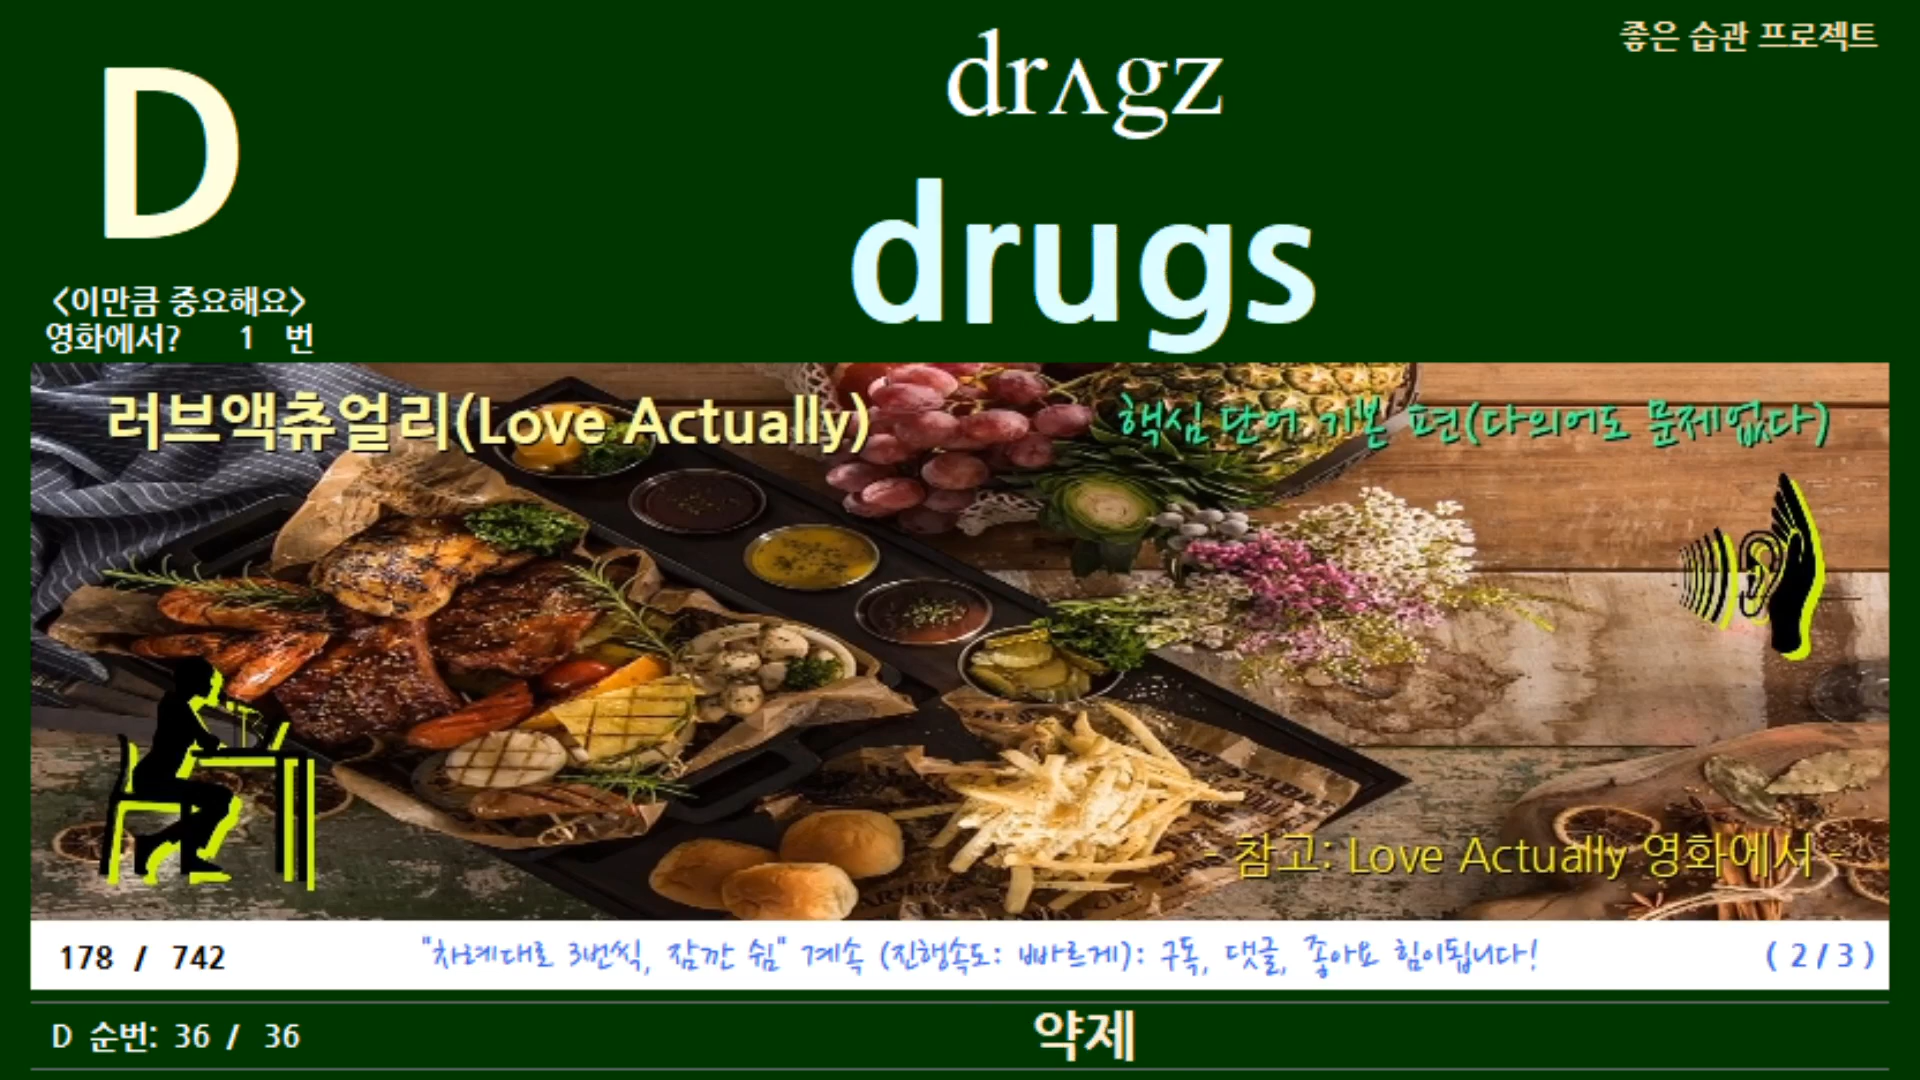 좋은 습관 프로젝트
D
drʌgz
drugs
<이만큼 중요해요>
영화에서? 1 번
러브액츄얼리(Love Actually)
핵심 단어 기본 편(다의어도 문제없다)
- 참고: Love Actually 영화에서 -
178 / 742
"차례대로 3번씩, 잠깐 쉼" 계속 (진행속도: 빠르게): 구독, 댓글, 좋아요 힘이됩니다!
( 2 / 3 )
D 순번: 36 / 36
약제